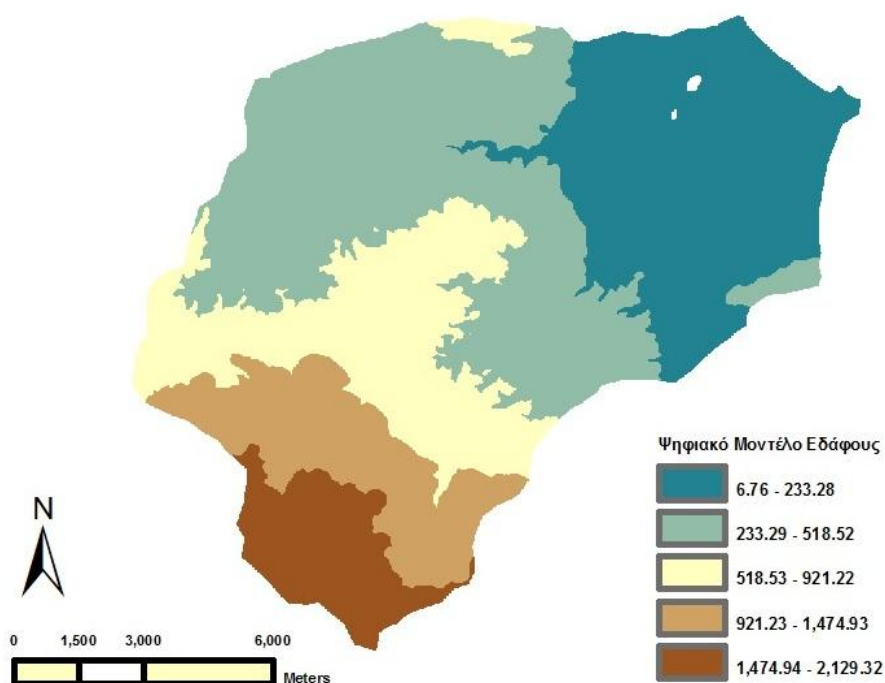 Ψηφιακό Μοντέλο Εδάφους
6.76 - 233.28
233.29 - 518.52
518.53 - 921.22
921.23 - 1,474.93
1,474.94 - 2,129.32
N
0 1,500 3,000 6,000
Meters